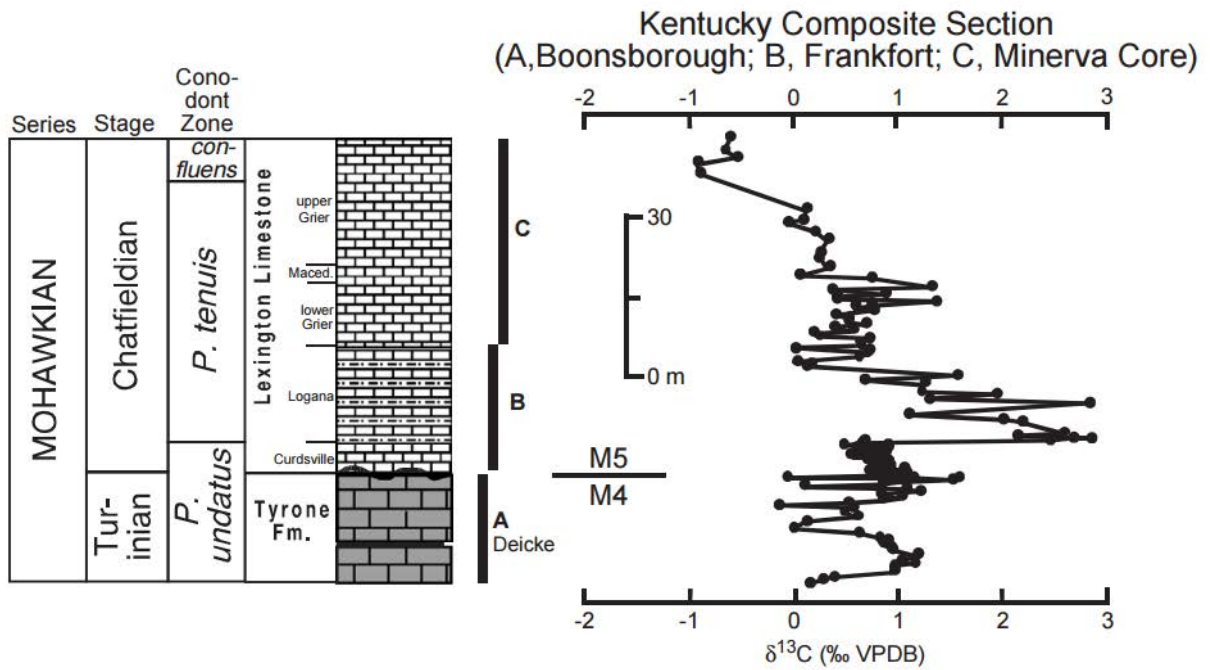 Kentucky Composite Section
(A,Boonsborough; B, Frankfort; C, Minerva Core)
Series
Stage
Cono-
dont
Zone
MOHAWKIAN
Chatfieldian
Tur-
inian
con-
fluens
P. tenuis
P.
undatus
Lexington Limestone
upper
Grier
Maced.
lower
Grier
Logana
Curdsville
Tyrone
Fm.
C
B
A
Deicke
-2 -1 0 1 2 3
30
0 m
M5
M4
-2 -1 0 1 2 3
δ13C (‰ VPDB)